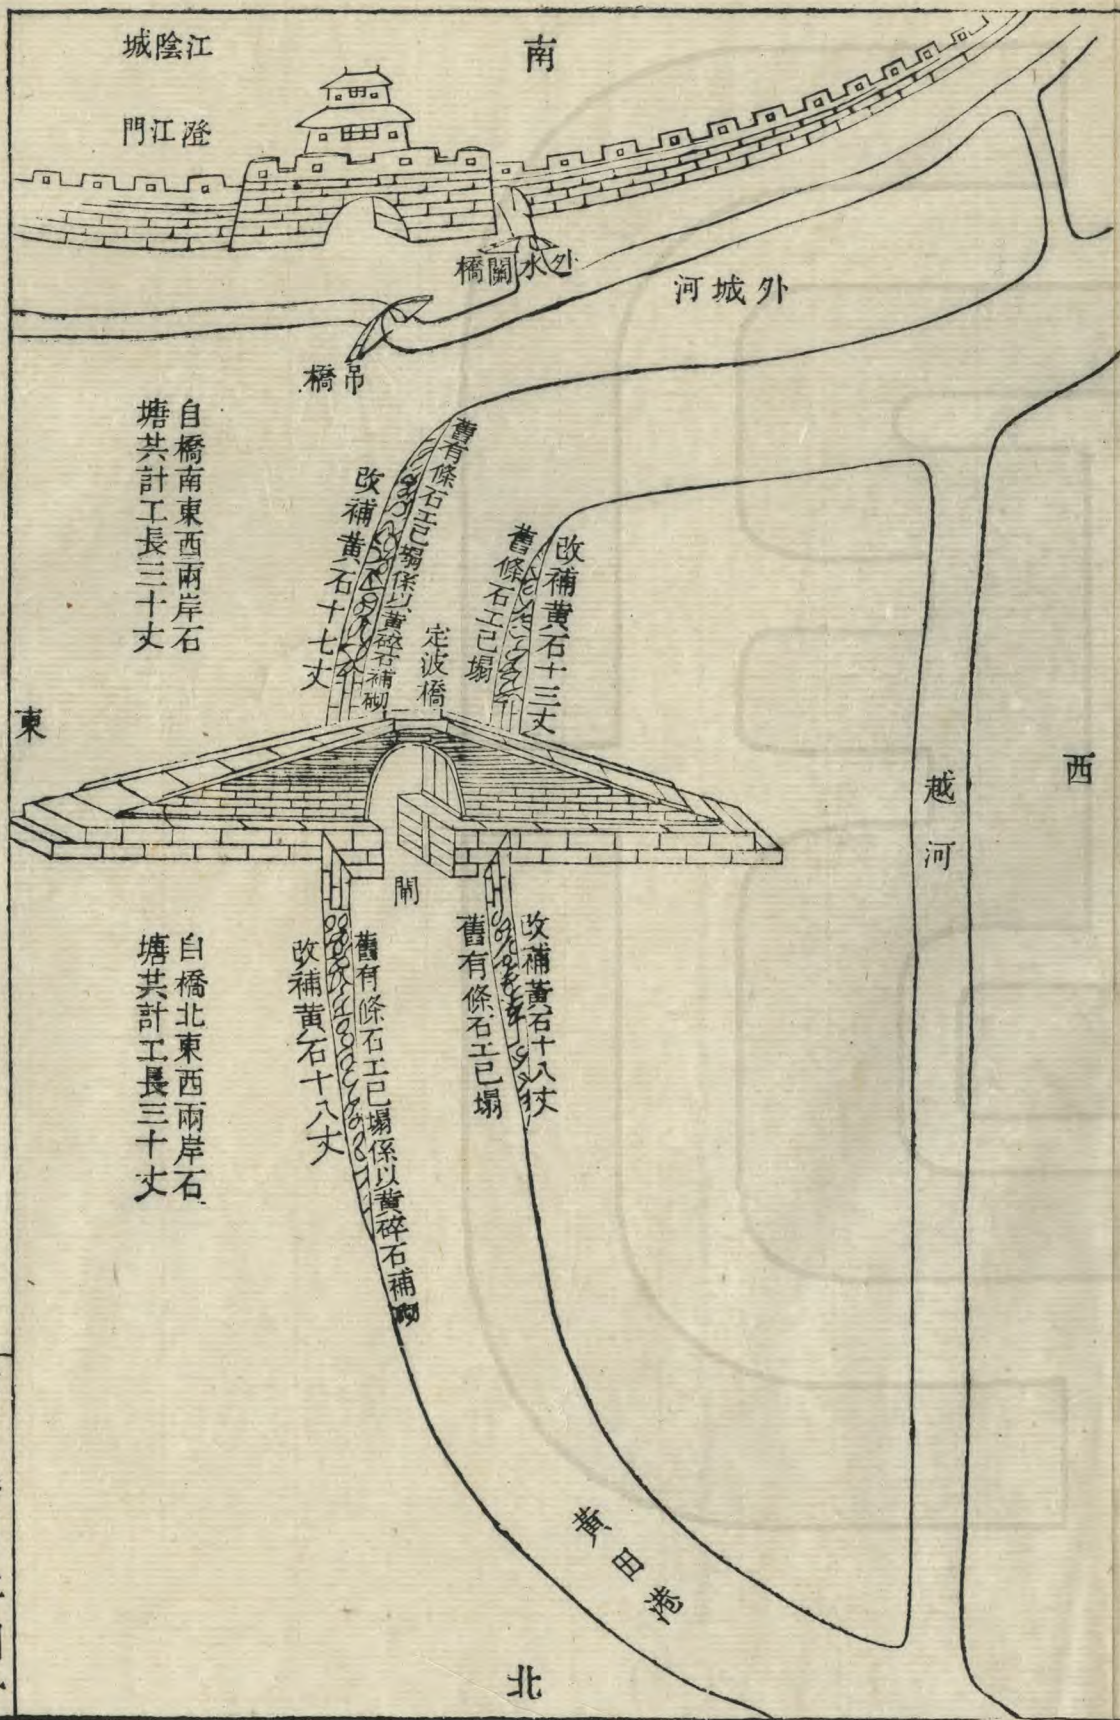 南
江陰城
澄江門
外水關橋
外城河
吊橋
自橋南東西兩岸石
塘共計工長三十丈
舊有條石工已塌係以黃碎石補砌
改補黃石十七丈
改補黃石十三丈
舊條石工已塌
定波橋
東
西
越河
閘
改補黃石十八丈
舊有條石工已塌
舊有條石工已塌係以黃碎石補砌
改補黃石十八丈
自橋北東西兩岸石
塘共計工長三十丈
黃田港
北